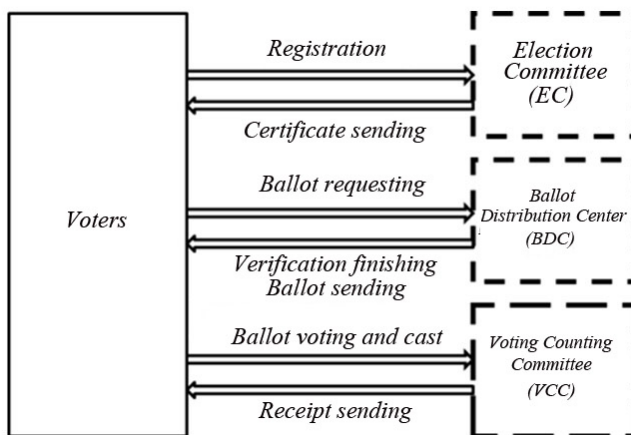 Registration
Election
Committee
(EC)
Certificate sending
Ballot requesting
Ballot
Distribution Center
(BDC)
Voters
Verification finishing
Ballot sending
Ballot voting and cast
Voting Counting
Committee
(VCC)
Receipt sending